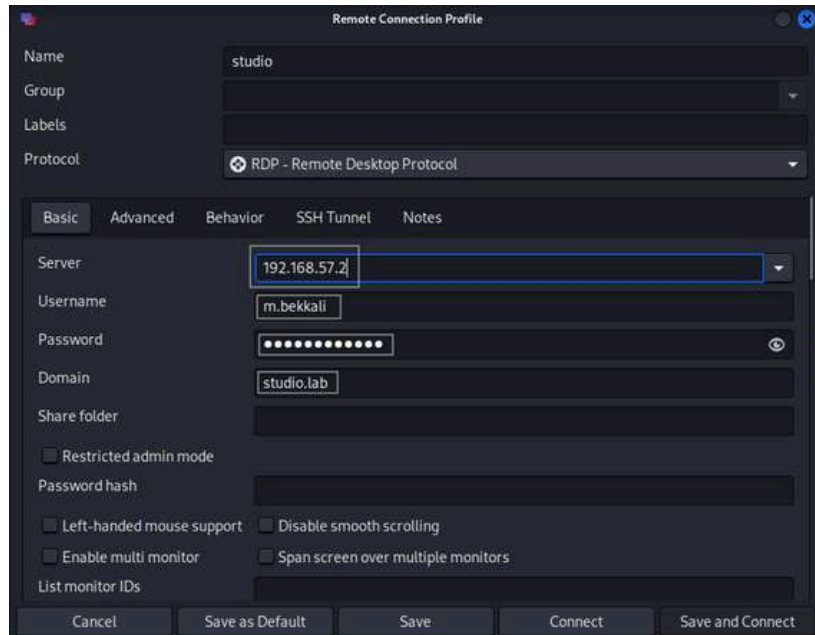 Remote Connection Profile
Name studio
Group
Labels
Protocol RDP - Remote Desktop Protocol
Basic Advanced Behavior SSH Tunnel Notes
Server 192.168.57.2
Username m.bekkali
Password ••••••••••••
Domain studio.lab
Share folder
Restricted admin mode
Password hash
Left-handed mouse support Disable smooth scrolling
Enable multi monitor Span screen over multiple monitors
List monitor IDs
Cancel Save as Default Save Connect Save and Connect